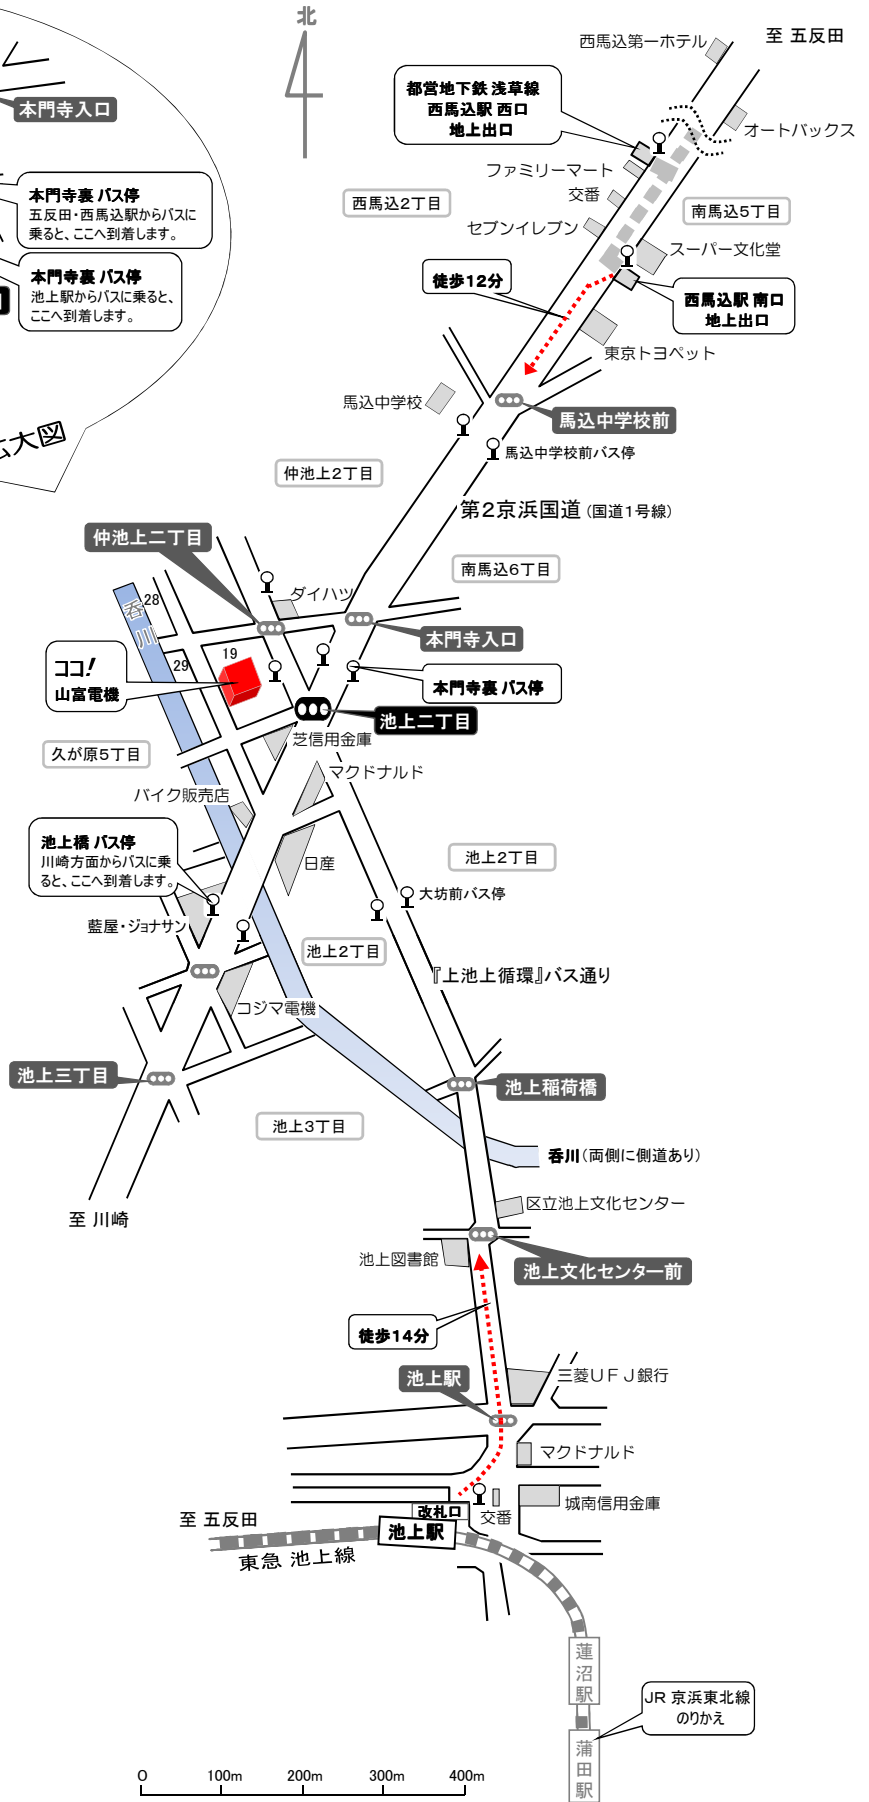 北
本門寺入口
本門寺裏 バス停
五反田・西馬込駅からバスに
乗ると、ここへ到着します。
本門寺裏 バス停
池上駅からバスに乗ると、
ここへ到着します。
大図
西馬込第一ホテル
至 五反田
都営地下鉄 浅草線
西馬込駅 西口
地上出口
オートバックス
ファミリーマート
交番
西馬込2丁目
南馬込5丁目
セブンイレブン
スーパー文化堂
徒歩12分
西馬込駅 南口
地上出口
東京トヨペット
馬込中学校
馬込中学校前
馬込中学校前バス停
仲池上2丁目
第2京浜国道(国道1号線)
仲池上二丁目
南馬込6丁目
ダイハツ
呑川
28
本門寺入口
19
29
ココ!
山富電機
本門寺裏 バス停
池上二丁目
芝信用金庫
久が原5丁目
マクドナルド
バイク販売店
池上橋 バス停
川崎方面からバスに乗
ると、ここへ到着します。
日産
池上2丁目
大坊前バス停
藍屋・ジョナサン
池上2丁目
『上池上循環』バス通り
コジマ電機
池上三丁目
池上稲荷橋
池上3丁目
呑川(両側に側道あり)
区立池上文化センター
至 川崎
池上図書館
池上文化センター前
徒歩14分
池上駅
三菱UFJ銀行
マクドナルド
城南信用金庫
改札口
交番
至 五反田
池上駅
東急 池上線
蓮沼駅
JR 京浜東北線
のりかえ
蒲田駅
0 100m 200m 300m 400m